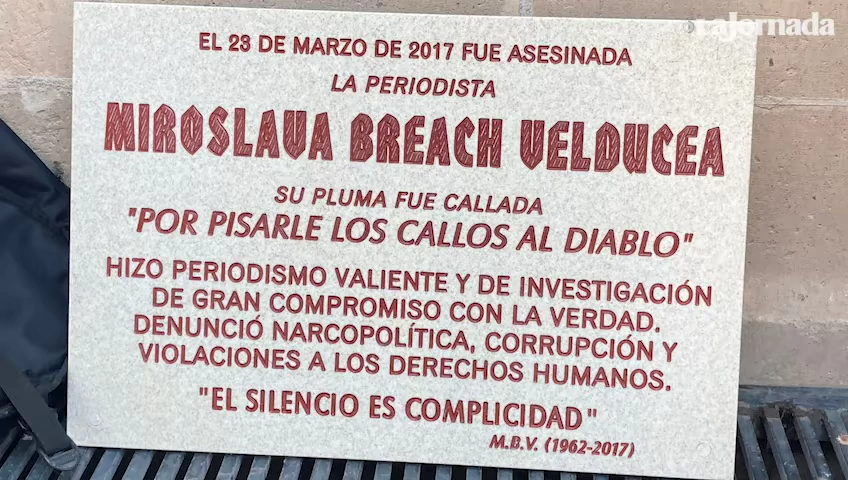 La Jornada
EL 23 DE MARZO DE 2017 FUE ASESINADA
LA PERIODISTA
MIROSLAVA BREACH VELDUCEA
SU PLUMA FUE CALLADA
"POR PISARLE LOS CALLOS AL DIABLO"
HIZO PERIODISMO VALIENTE Y DE INVESTIGACIÓN
DE GRAN COMPROMISO CON LA VERDAD.
DENUNCIÓ NARCOPOLÍTICA, CORRUPCIÓN Y
VIOLACIONES A LOS DERECHOS HUMANOS.
"EL SILENCIO ES COMPLICIDAD"
M.B.V. (1962-2017)